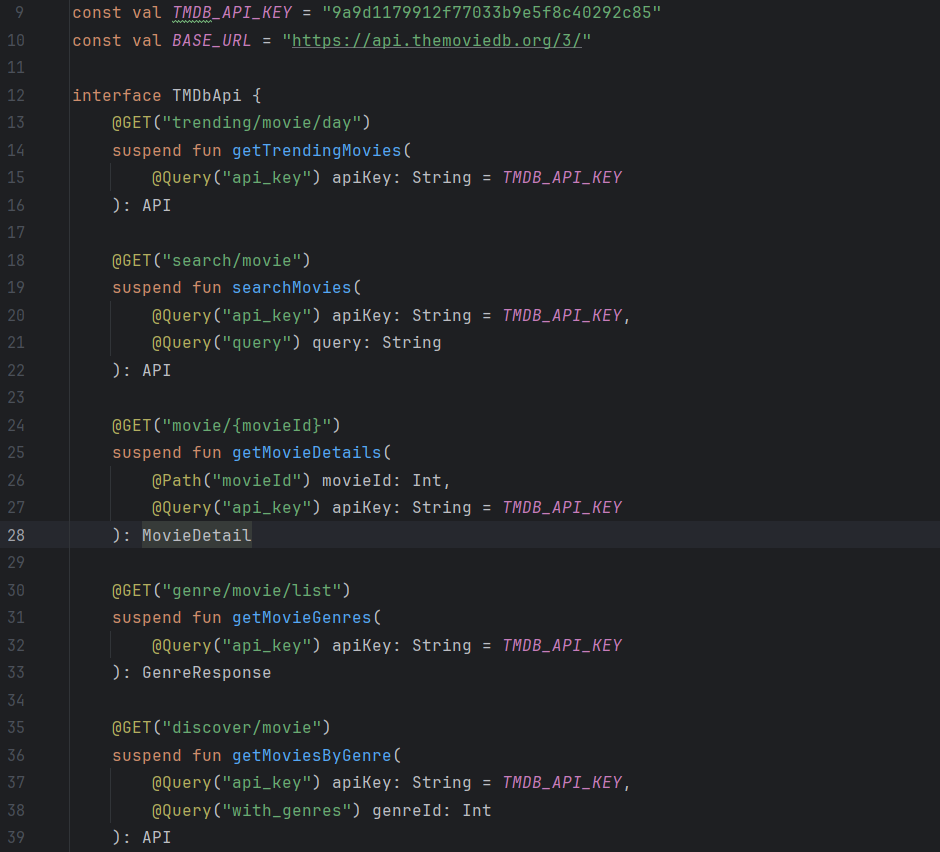 9 const val TMDB_API_KEY = "9a9d1179912f77033b9e5f8c40292c85"
10 const val BASE_URL = "https://api.themoviedb.org/3/"
11
12 interface TMDbApi {
13 @GET("trending/movie/day")
14 suspend fun getTrendingMovies(
15 @Query("api_key") apiKey: String = TMDB_API_KEY
16 ): API
17
18 @GET("search/movie")
19 suspend fun searchMovies(
20 @Query("api_key") apiKey: String = TMDB_API_KEY,
21 @Query("query") query: String
22 ): API
23
24 @GET("movie/{movieId}")
25 suspend fun getMovieDetails(
26 @Path("movieId") movieId: Int,
27 @Query("api_key") apiKey: String = TMDB_API_KEY
28 ): MovieDetail
29
30 @GET("genre/movie/list")
31 suspend fun getMovieGenres(
32 @Query("api_key") apiKey: String = TMDB_API_KEY
33 ): GenreResponse
34
35 @GET("discover/movie")
36 suspend fun getMoviesByGenre(
37 @Query("api_key") apiKey: String = TMDB_API_KEY,
38 @Query("with_genres") genreId: Int
39 ): API